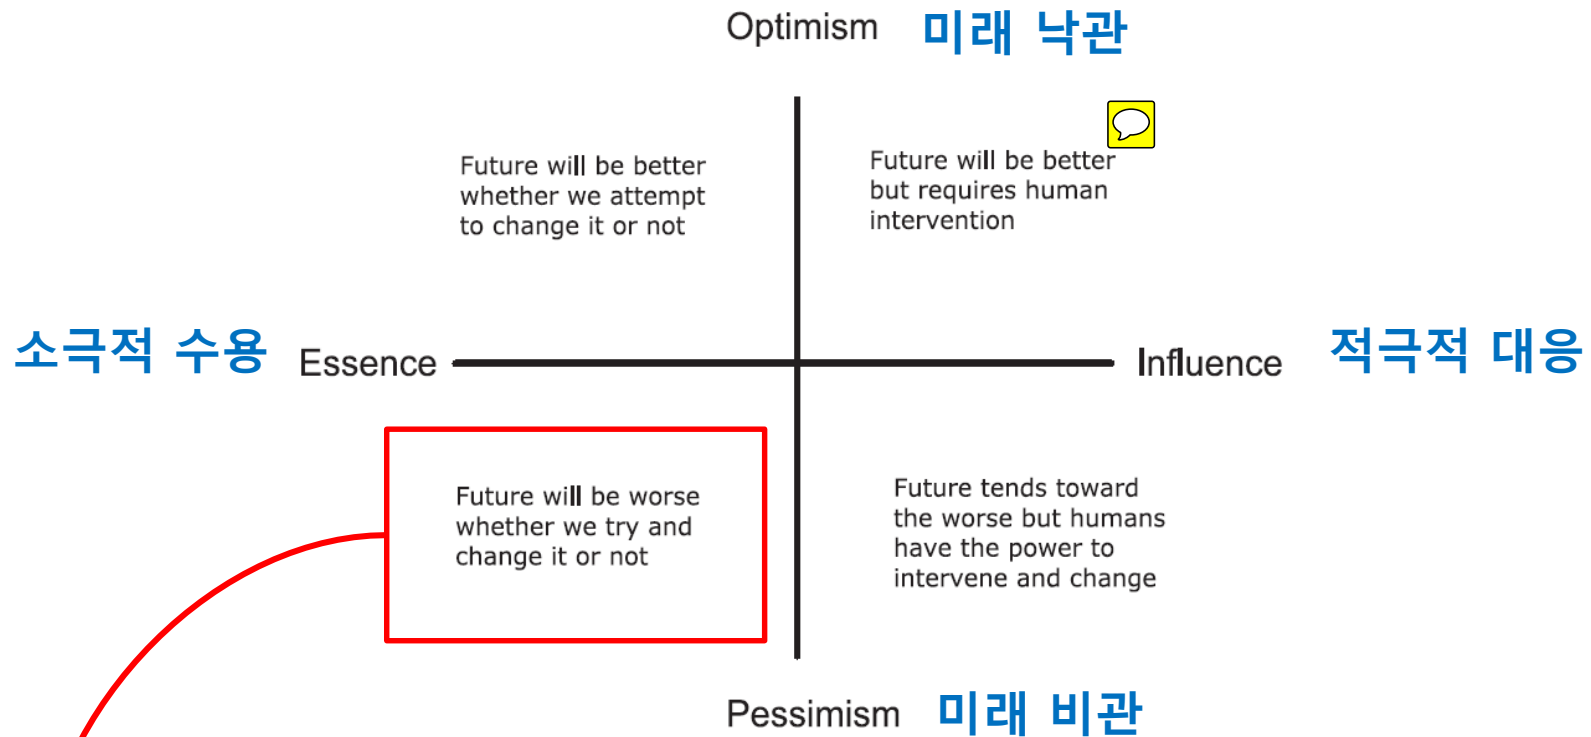 Optimism 미래 낙관
Future will be better
whether we attempt
to change it or not
Future will be better
but requires human
intervention
소극적 수용 Essence
Influence 적극적 대응
Future will be worse
whether we try and
change it or not
Future tends toward
the worse but humans
have the power to
intervene and change
Pessimism 미래 비관